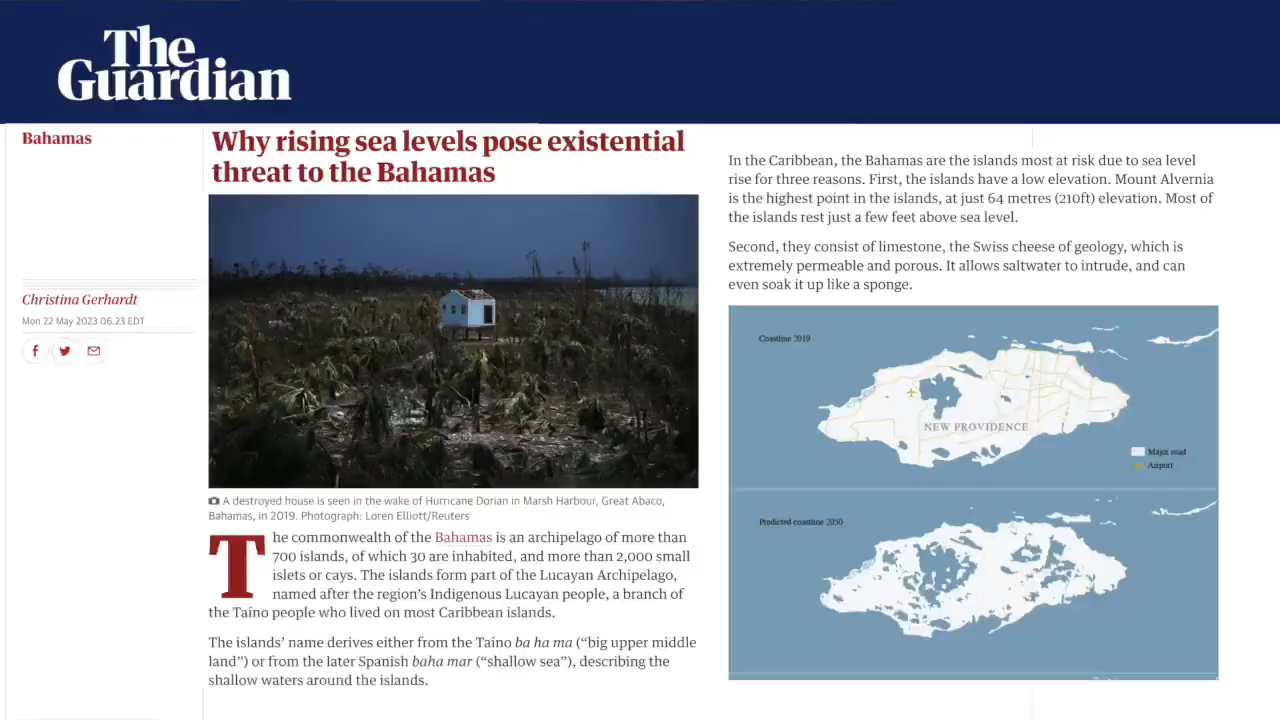 The
Guardian
Bahamas
Christina Gerhardt
Mon 22 May 2023 06.23 EDT
Why rising sea levels pose existential
threat to the Bahamas
A destroyed house is seen in the wake of Hurricane Dorian in Marsh Harbour, Great Abaco,
Bahamas, in 2019. Photograph: Loren Elliott/Reuters
The commonwealth of the Bahamas is an archipelago of more than
700 islands, of which 30 are inhabited, and more than 2,000 small
islets or cays. The islands form part of the Lucayan Archipelago,
named after the region's Indigenous Lucayan people, a branch of
the Taíno people who lived on most Caribbean islands.
The islands' name derives either from the Taíno ba ha ma ("big upper middle
land") or from the later Spanish baha mar ("shallow sea"), describing the
shallow waters around the islands.
In the Caribbean, the Bahamas are the islands most at risk due to sea level
rise for three reasons. First, the islands have a low elevation. Mount Alvernia
is the highest point in the islands, at just 64 metres (210ft) elevation. Most of
the islands rest just a few feet above sea level.
Second, they consist of limestone, the Swiss cheese of geology, which is
extremely permeable and porous. It allows saltwater to intrude, and can
even soak it up like a sponge.
Coastline 2019
NEW PROVIDENCE
Major road
Airport
Predicted coastline 2050